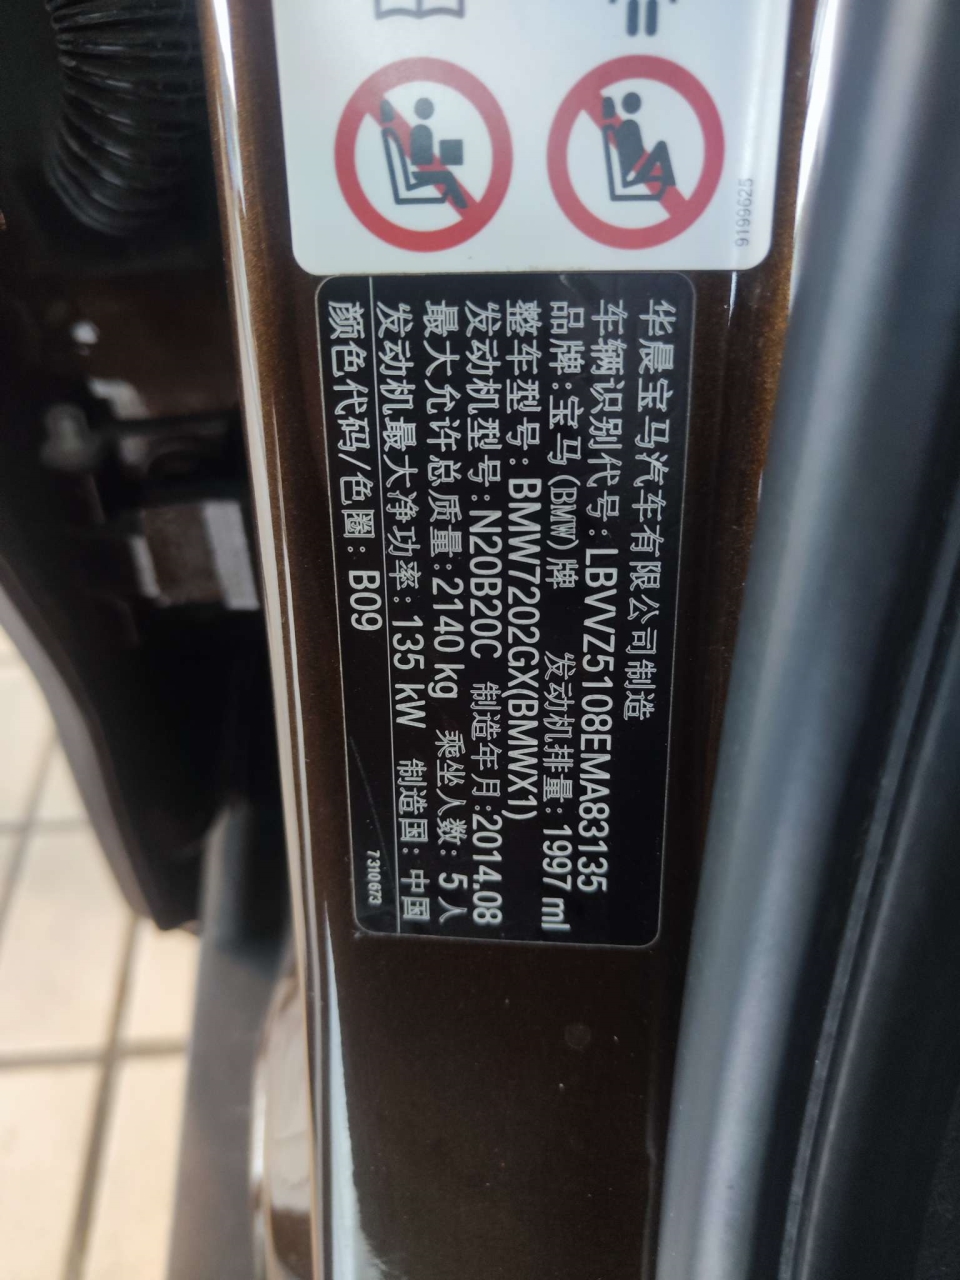 9199625
华晨宝马汽车有限公司制造
车辆识别代号:LBVVZ5108EMA83135
品牌:宝马(BMW)牌 发动机排量:1997 ml
整车型号:BMW7202GX(BMWX1)
发动机型号:N20B20C 制造年月:2014.08
最大允许总质量:2140 kg 乘坐人数:5人
发动机最大净功率:135 kW 制造国:中国
颜色代码/色圈:B09 7310673